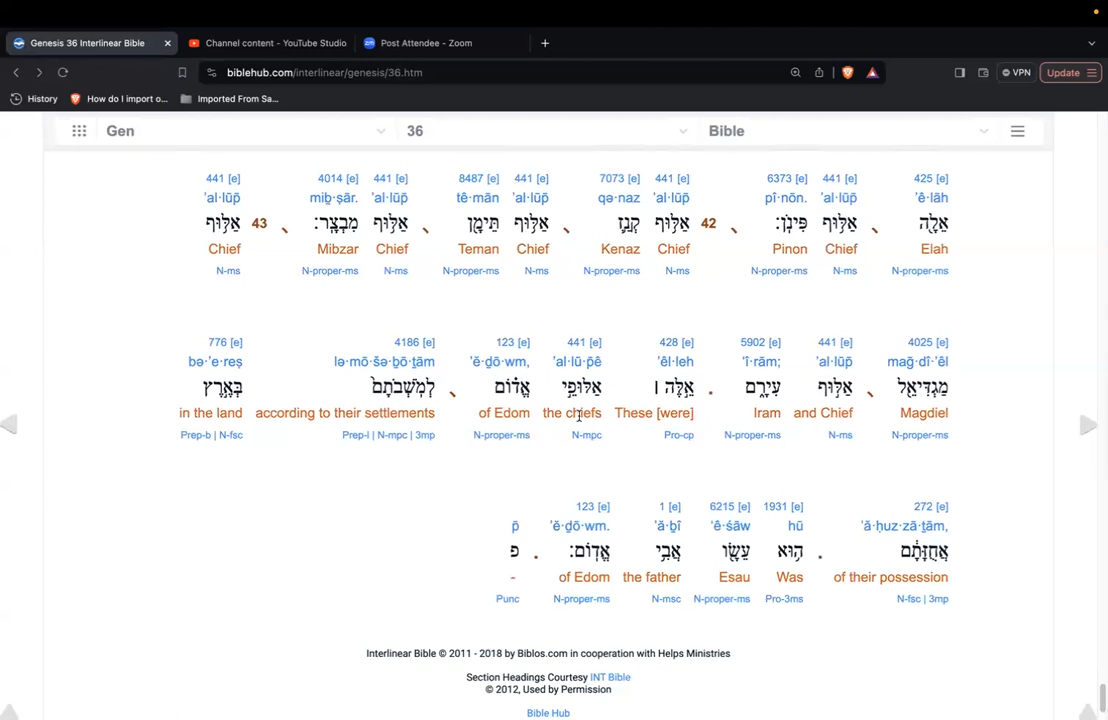 Genesis 36 Interlinear Bible
Channel content - YouTube Studio
Post Attendee - Zoom
biblehub.com/interlinear/genesis/36.htm
VPN
Update
History
How do I import o...
Imported From Sa...
Gen
36
Bible
441 [e] 4014 [e] 441 [e] 8487 [e] 441 [e] 7073 [e] 441 [e] 6373 [e] 441 [e] 425 [e]
’al·lūp̄ miḇ·ṣār. ’al·lūp̄ tê·mān ’al·lūp̄ qə·naz ’al·lūp̄ pî·nōn. ’al·lūp̄ ’ê·lāh
אֵלָ֖ה 、 אַלּ֥וּף פִּינֹֽן׃ 、 42 אַלּ֥וּף קְנַ֛ז 、 אַלּ֥וּף תֵּימָ֖ן 、 אַלּ֥וּף מִבְצָֽר׃ 、 43 אַלּ֥וּף
Chief Mibzar Chief Teman Chief Kenaz Chief Pinon Chief Elah
N-ms N-proper-ms N-ms N-proper-ms N-ms N-proper-ms N-ms N-proper-ms N-ms N-proper-ms
776 [e] 4186 [e] 123 [e] 441 [e] 428 [e] 5902 [e] 441 [e] 4025 [e]
bə·’e·reṣ lə·mō·šə·ḇō·ṯām ’ĕ·ḏō·wm, ’al·lū·p̄ê ’êl·leh ‘î·rām; ’al·lūp̄ maḡ·dî·’êl
מַגְדִּיאֵ֖ל 、 אַלּ֣וּף עִירָ֑ם . אֵ֣לֶּה ׀ אַלּוּפֵ֣י אֱד֗וֹם 、 לְמֹֽשְׁבֹתָם֙ בְּאֶ֣רֶץ
in the land according to their settlements of Edom the chiefs These [were] Iram and Chief Magdiel
Prep-b | N-fsc Prep-l | N-mpc | 3mp N-proper-ms N-mpc Pro-cp N-proper-ms N-ms N-proper-ms
123 [e] 1 [e] 6215 [e] 1931 [e] 272 [e]
p̄ ’ĕ·ḏō·wm. ’ă·ḇî ‘ê·śāw hū ’ă·ḥuz·zā·ṯām,
אֲחֻזָּתָ֔ם . ה֥וּא עֵשָׂ֖ו אֲבִ֥י אֱדֽוֹם׃ . פ
- of Edom the father Esau Was of their possession
Punc N-proper-ms N-msc N-proper-ms Pro-3ms N-fsc | 3mp
Interlinear Bible © 2011 - 2018 by Biblos.com in cooperation with Helps Ministries
Section Headings Courtesy INT Bible
© 2012, Used by Permission
Bible Hub